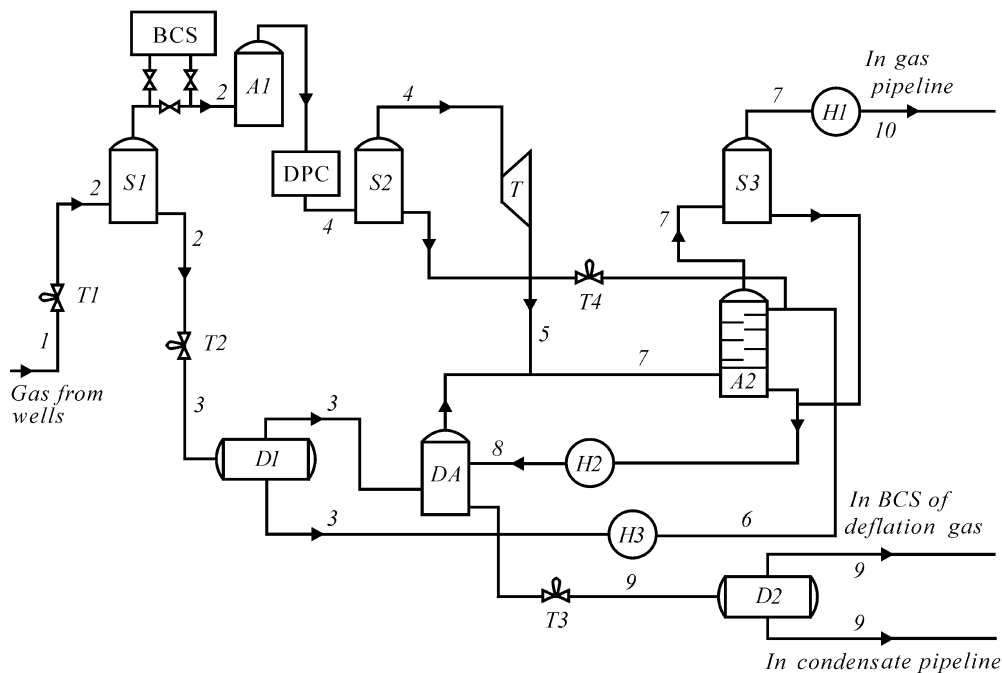 BCS
A1
2
In gas
pipeline
4
7
H1
10
S1
2
DPC
S2
T
S3
4
7
2
T1
T4
1
T2
5
7
A2
Gas from
wells
3
3
D1
8
H2
DA
3
H3
6
In BCS of
deflation gas
9
9
D2
T3
9
In condensate pipeline